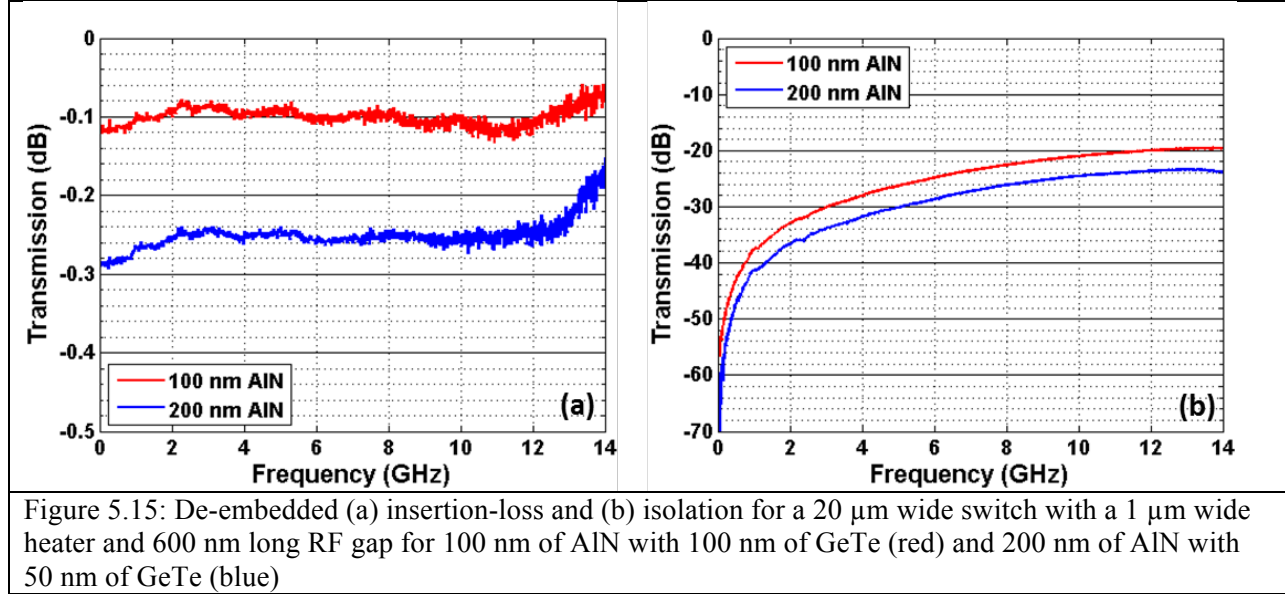 0
-0.1
-0.2
-0.3
-0.4
-0.5
Transmission (dB)
100 nm AlN
200 nm AlN
(a)
0 2 4 6 8 10 12 14
Frequency (GHz)
0
-10
-20
-30
-40
-50
-60
-70
Transmission (dB)
100 nm AlN
200 nm AlN
(b)
0 2 4 6 8 10 12 14
Frequency (GHz)
Figure 5.15: De-embedded (a) insertion-loss and (b) isolation for a 20 µm wide switch with a 1 µm wide
heater and 600 nm long RF gap for 100 nm of AlN with 100 nm of GeTe (red) and 200 nm of AlN with
50 nm of GeTe (blue)